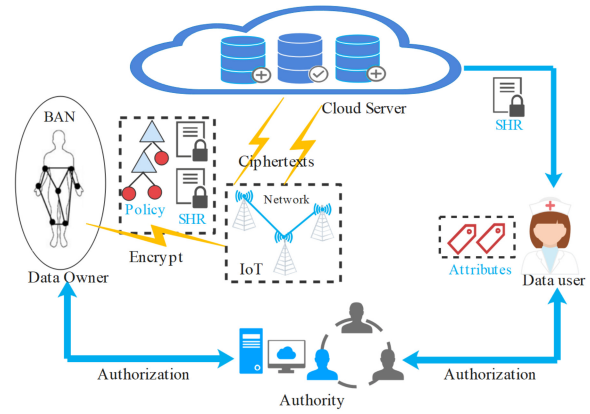 Cloud Server
SHR
BAN
Policy
SHR
Ciphertexts
Network
IoT
Encrypt
Data Owner
Attributes
Data user
Authorization
Authority
Authorization